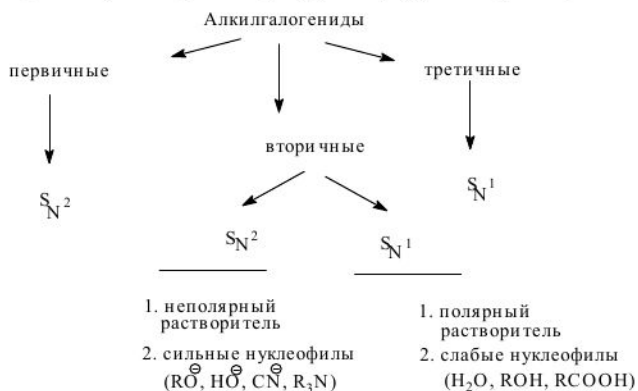 Алкилгалогениды
первичные
третичные
вторичные
SN2
SN1
SN2
SN1
1. неполярный
растворитель
2. сильные нуклеофилы
(RO⊖, HO⊖, CN⊖, R3N)
1. полярный
растворитель
2. слабые нуклеофилы
(H2O, ROH, RCOOH)